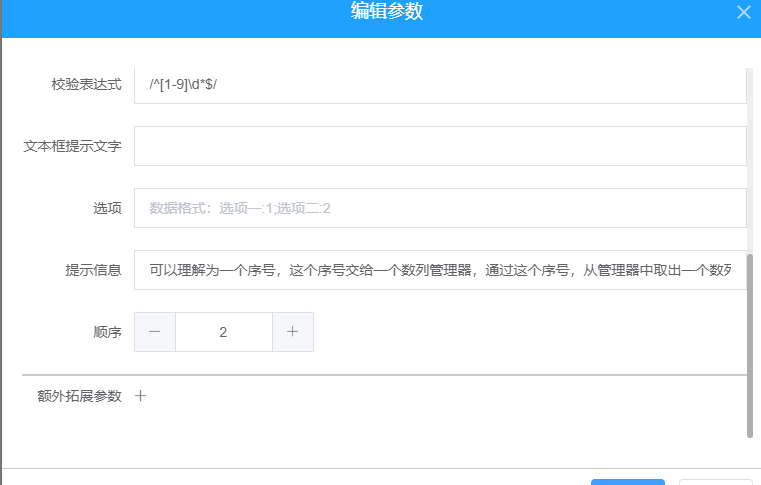 编辑参数
校验表达式 /^[1-9]\d*$/
文本框提示文字
选项 数据格式：选项一:1;选项二:2
提示信息 可以理解为一个序号，这个序号交给一个数列管理器，通过这个序号，从管理器中取出一个数列
顺序 2
额外拓展参数